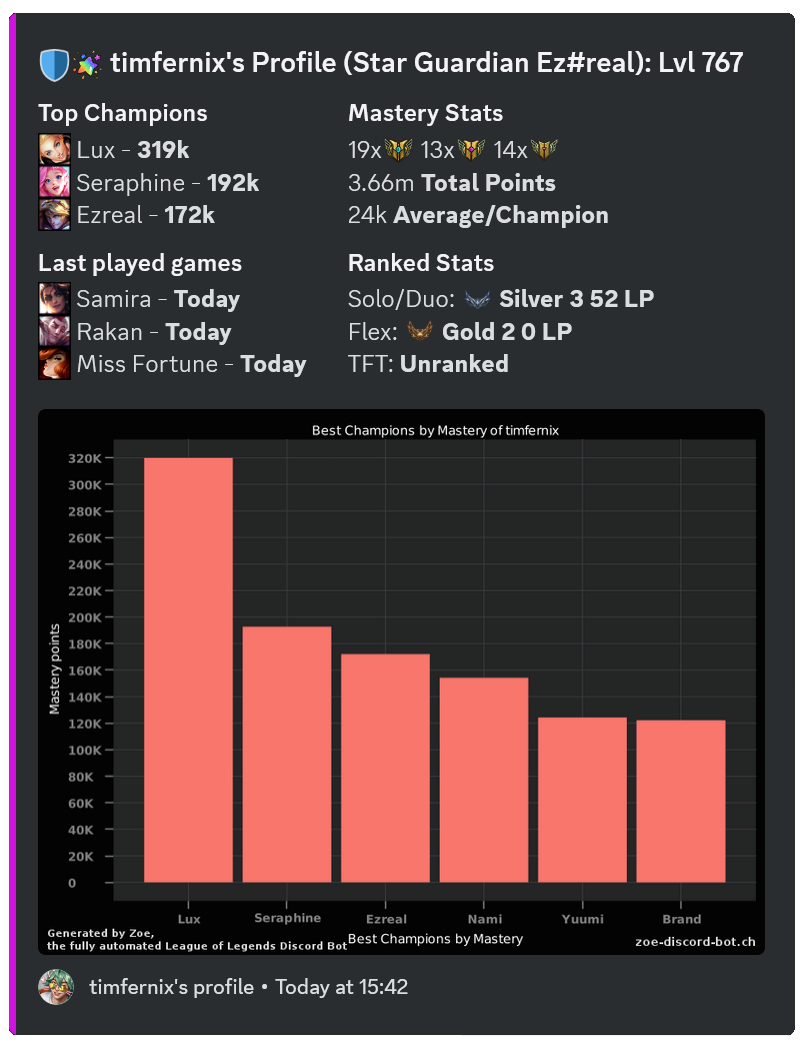 timfernix's Profile (Star Guardian Ez#real): Lvl 767
Top Champions
Lux - 319k
Seraphine - 192k
Ezreal - 172k
Mastery Stats
19x 13x 14x
3.66m Total Points
24k Average/Champion
Last played games
Samira - Today
Rakan - Today
Miss Fortune - Today
Ranked Stats
Solo/Duo: Silver 3 52 LP
Flex: Gold 2 0 LP
TFT: Unranked
Best Champions by Mastery of timfernix
Mastery points
320K
300K
280K
260K
240K
220K
200K
180K
160K
140K
120K
100K
80K
60K
40K
20K
0
Lux Seraphine Ezreal Nami Yuumi Brand
Best Champions by Mastery
Generated by Zoe,
the fully automated League of Legends Discord Bot
zoe-discord-bot.ch
timfernix's profile • Today at 15:42